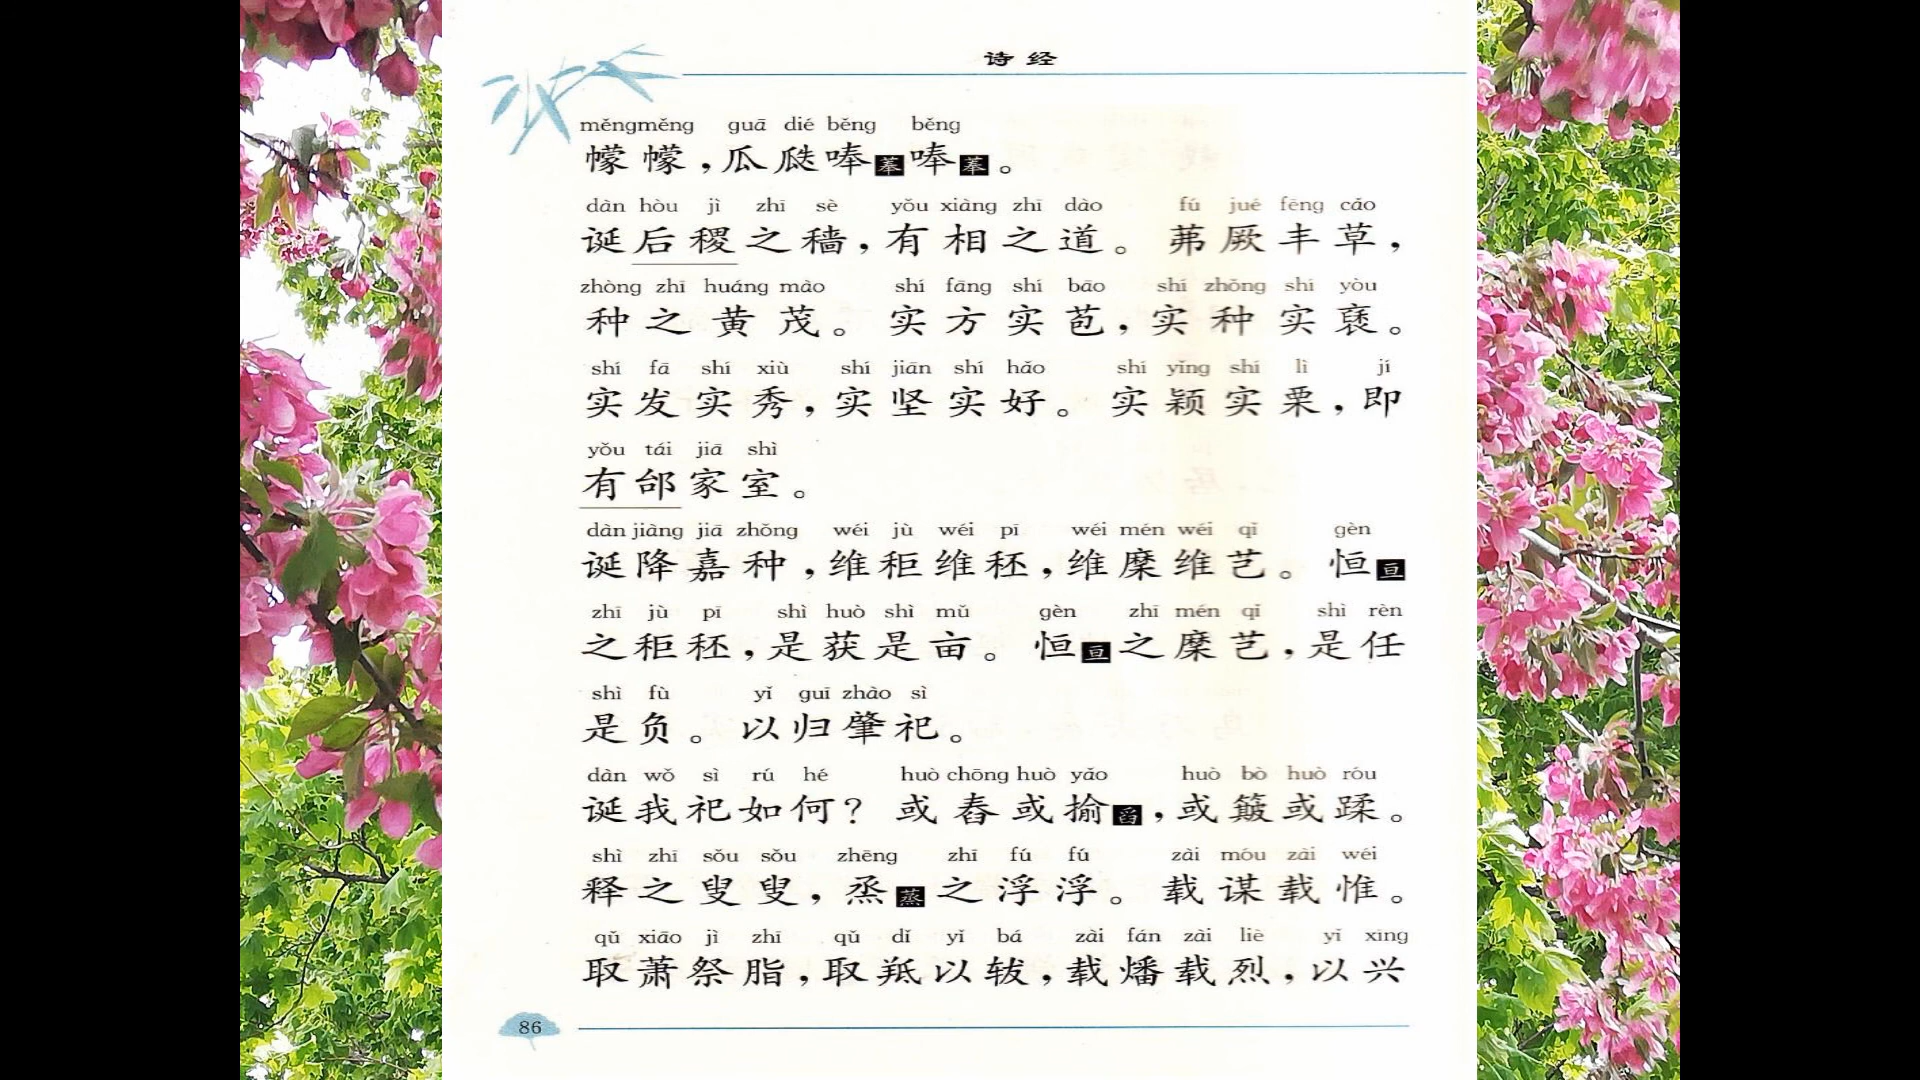 诗经
měngměng guā dié běng běng
幪幪，瓜瓞唪菶唪菶。
dàn hòu jì zhī sè yǒu xiàng zhī dào fú jué fēng cáo
诞后稷之穑，有相之道。茀厥丰草，
zhòng zhī huáng mào shí fāng shí bāo shí zhǒng shí yòu
种之黄茂。实方实苞，实种实褎。
shí fā shí xiù shí jiān shí hǎo shí yǐng shí lì jí
实发实秀，实坚实好。实颖实栗，即
yǒu tái jiā shì
有邰家室。
dàn jiàng jiā zhǒng wéi jù wéi pī wéi mén wéi qǐ gèn
诞降嘉种，维秬维秠，维穈维芑。恒亘
zhī jù pī shì huò shì mǔ gèn zhī mén qǐ shì rèn
之秬秠，是获是亩。恒亘之穈芑，是任
shì fù yǐ guī zhào sì
是负。以归肇祀。
dàn wǒ sì rú hé huò chōng huò yǎo huò bò huò róu
诞我祀如何？或舂或揄舀，或簸或蹂。
shì zhī sǒu sǒu zhēng zhī fú fú zài móu zài wéi
释之叟叟，烝蒸之浮浮。载谋载惟。
qǔ xiāo jì zhī qǔ dǐ yǐ bá zài fán zài liè yǐ xīng
取萧祭脂，取羝以軷，载燔载烈，以兴
86